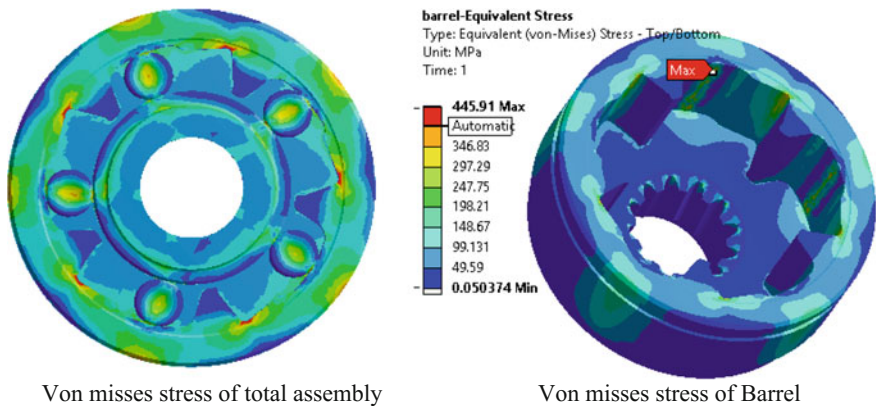 barrel-Equivalent Stress
Type: Equivalent (von-Mises) Stress - Top/Bottom
Unit: MPa
Time: 1
Max
445.91 Max
Automatic
346.83
297.29
247.75
198.21
148.67
99.131
49.59
0.050374 Min
Von misses stress of total assembly
Von misses stress of Barrel